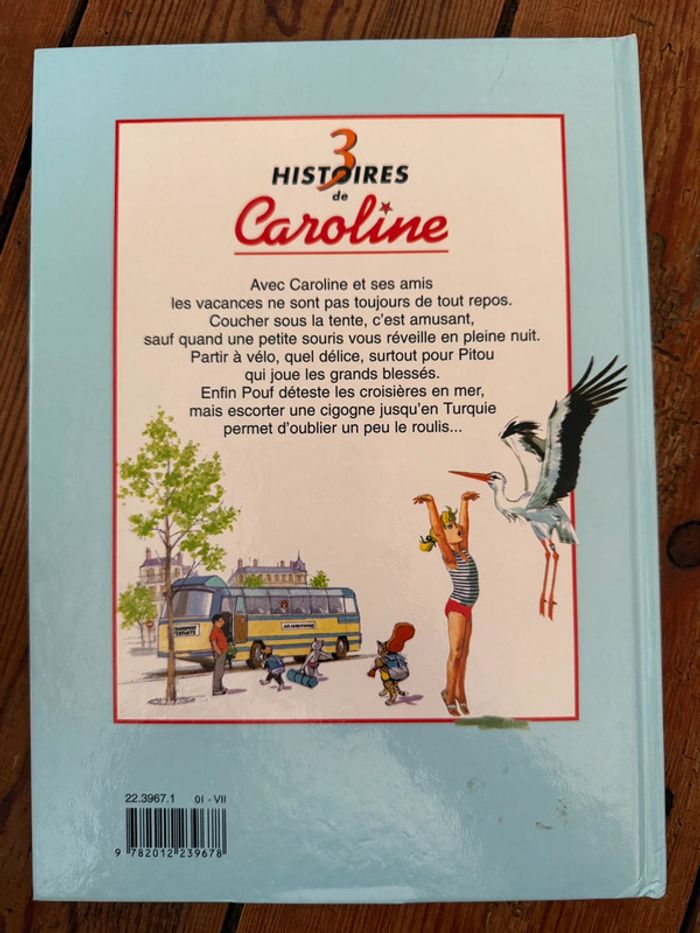 3
HISTOIRES
de
Caroline
Avec Caroline et ses amis
les vacances ne sont pas toujours de tout repos.
Coucher sous la tente, c'est amusant,
sauf quand une petite souris vous réveille en pleine nuit.
Partir à vélo, quel délice, surtout pour Pitou
qui joue les grands blessés.
Enfin Pouf déteste les croisières en mer,
mais escorter une cigogne jusqu'en Turquie
permet d'oublier un peu le roulis...
TRANSPORT
D'ENFANTS
22.3967.1 01 - VII
9 782012 239678